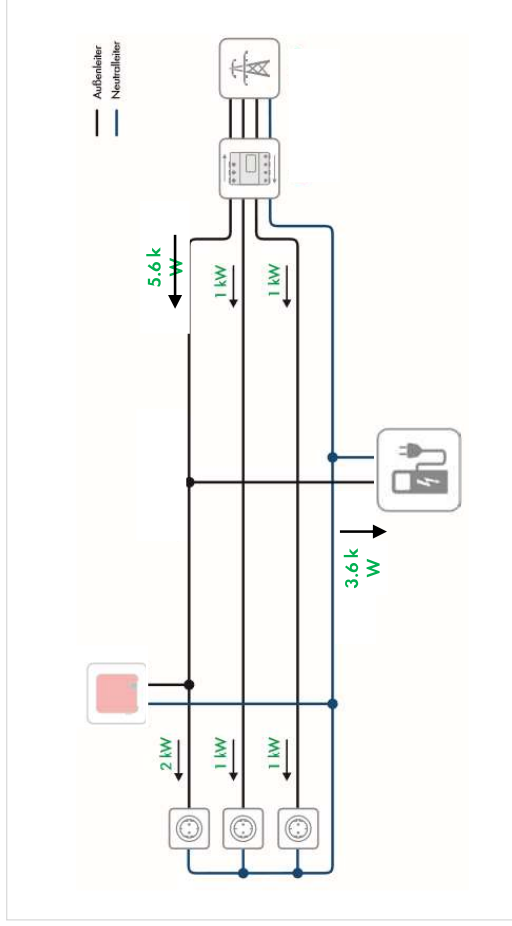 Außenleiter
Neutralleiter
5.6 k
W
1 kW
1 kW
3.6 k
W
2 kW
1 kW
1 kW